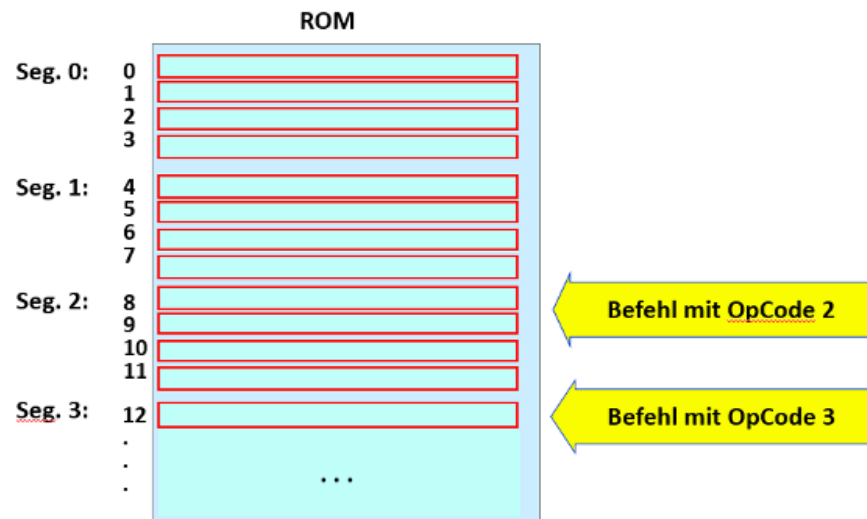 ROM
Seg. 0: 0
1
2
3
Seg. 1: 4
5
6
7
Seg. 2: 8
Befehl mit OpCode 2
9
10
11
Seg. 3: 12
Befehl mit OpCode 3
.
.
.
...